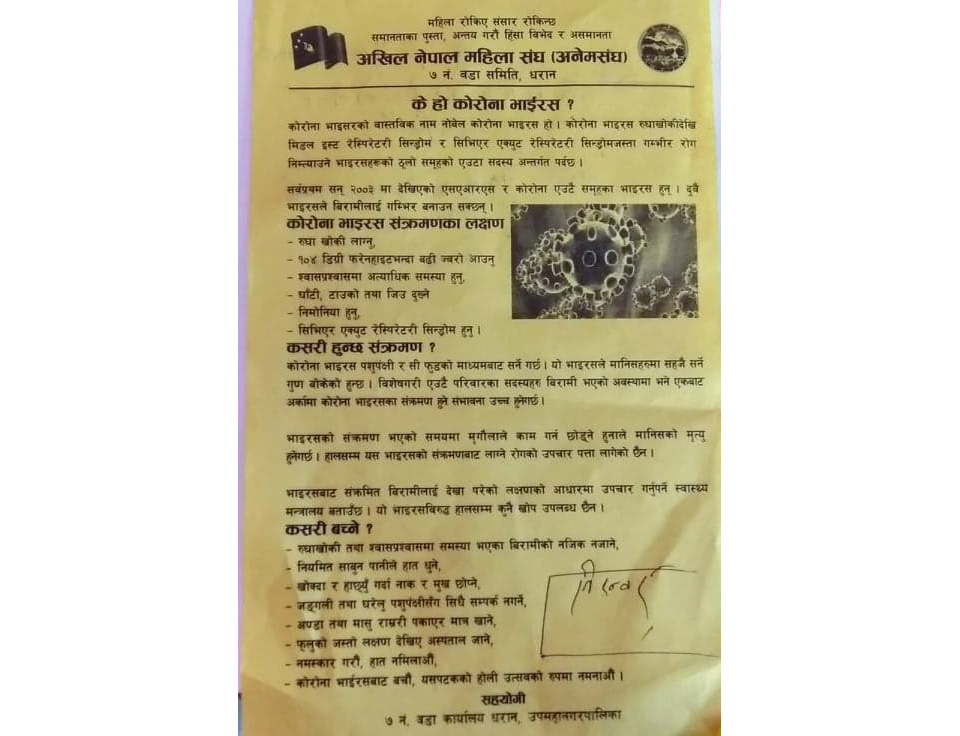 महिला रोकिए संसार रोकिन्छ
समानताका पुस्ता, अन्तय गरौं हिंसा विभेद र असमानता
अखिल नेपाल महिला संघ (अनेमसंघ)
७ नं. वडा समिति, धरान
के हो कोरोना भाईरस ?
कोरोना भाइसरको वास्तविक नाम नोबेल कोरोना भाइरस हो । कोरोना भाइरस रुघाखोकीदेखि
मिडल इस्ट रेस्पिरेटरी सिन्ड्रोम र सिभिएर एक्युट रेस्पिरेटरी सिन्ड्रोमजस्ता गम्भीर रोग
निम्त्याउने भाइरसहरूको ठूलो समूहको एउटा सदस्य अन्तर्गत पर्दछ ।
सर्वप्रथम सन् २००३ मा देखिएको एसएआरएस र कोरोना एउटै समूहका भाइरस हुन् । दुवै
भाइरसले बिरामीलाई गम्भिर बनाउन सक्छन् ।
कोरोना भाइरस संक्रमणका लक्षण
– रुघा खोकी लाग्नु,
– १०४ डिग्री फरेनहाइटभन्दा बढी ज्वरो आउनु
– श्वासप्रश्वासमा अत्याधिक समस्या हुनु,
– घाँटी, टाउको तथा जिउ दुख्ने
– निमोनिया हुनु,
– सिभिएर एक्युट रेस्पिरेटरी सिन्ड्रोम हुनु ।
कसरी हुन्छ संक्रमण ?
कोरोना भाइरस पशुपंक्षी र सी फुडको माध्यमबाट सर्ने गर्छ । यो भाइरसले मानिसहरुमा सहजै सर्ने
गुण बोकेको हुन्छ । विशेषगरी एउटै परिवारका सदस्यहरु बिरामी भएको अवस्थामा भने एकबाट
अर्कामा कोरोना भाइरसका संक्रमण हुने संभावना उच्च हुनेगर्छ ।
भाइरसको संक्रमण भएको समयमा मृगौलाले काम गर्न छोड्ने हुनाले मानिसको मृत्यु
हुनेगर्छ । हालसम्म यस भाइरसको संक्रमणबाट लाग्ने रोगको उपचार पत्ता लागेको छैन ।
भाइरसबाट संक्रमित बिरामीलाई देखा परेको लक्षणको आधारमा उपचार गर्नुपर्ने स्वास्थ्य
मन्त्रालय बताउँछ । यो भाइरसविरुद्ध हालसम्म कुनै खोप उपलब्ध छैन ।
कसरी बच्ने ?
– रुघाखोकी तथा श्वासप्रश्वासमा समस्या भएका बिरामीको नजिक नजाने,
– नियमित साबुन पानीले हात धुने,
– खोक्दा र हाछ्युँ गर्दा नाक र मुख छोप्ने,
– जङ्गली तथा घरेलु पशुपंक्षीसँग सिधै सम्पर्क नगर्ने,
– अण्डा तथा मासु राम्ररी पकाएर मात्र खाने,
– फूलुको जस्तो लक्षण देखिए अस्पताल जाने,
– नमस्कार गरौं, हात नमिलाऔं,
– कोरोना भाईरसबाट बचौं, यसपटकको होली उत्सवको रुपमा नमनाऔं ।
सहयोगी
७ नं. वडा कार्यालय धरान, उपमहानगरपालिका